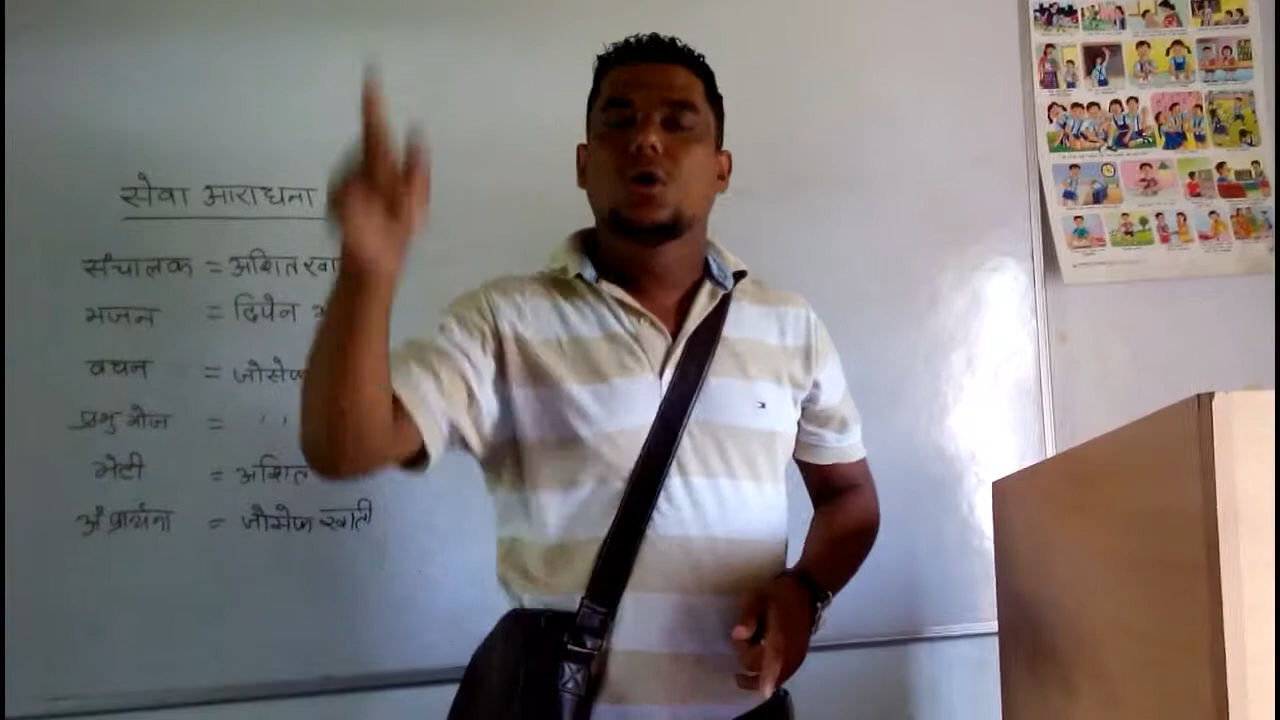 सेवा आराधना
संचालक = अशित खा
भजन = दिपेन
वचन = जोसेफ
प्रभु भोज = ,, 
भेटी = अशित
अं प्रार्थना = जोसेफ खाती